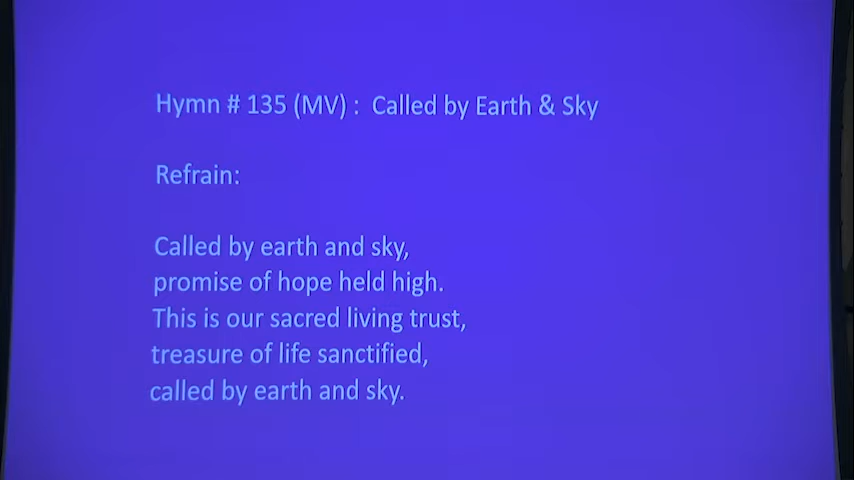 Hymn # 135 (MV) : Called by Earth & Sky
Refrain:
Called by earth and sky,
promise of hope held high.
This is our sacred living trust,
treasure of life sanctified,
called by earth and sky.